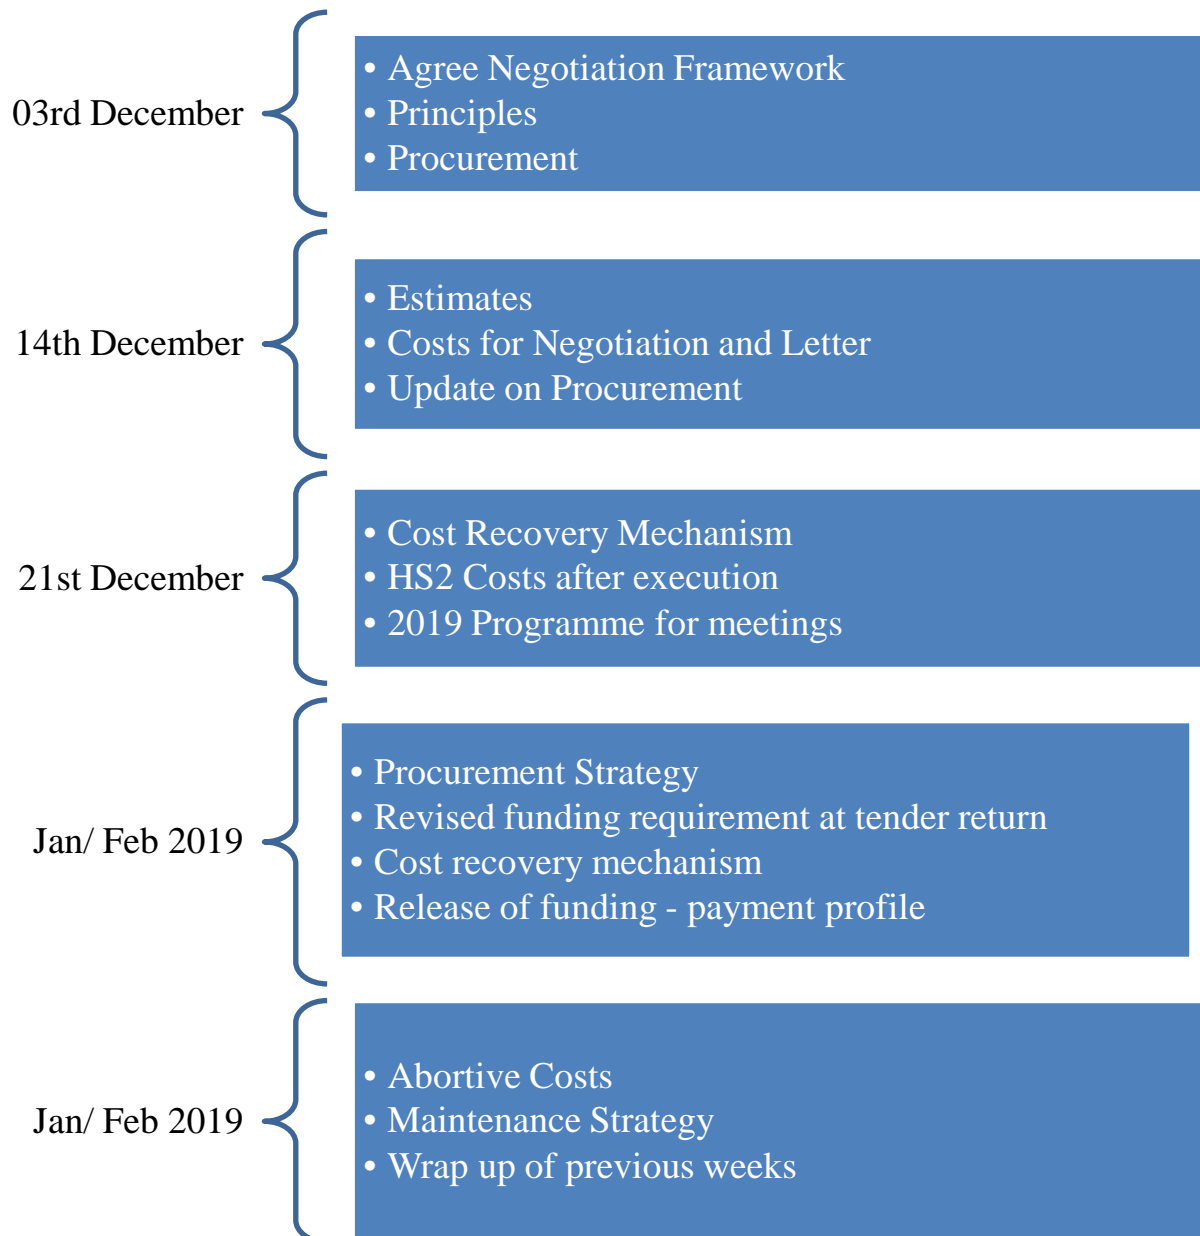 03rd December
• Agree Negotiation Framework
• Principles
• Procurement
14th December
• Estimates
• Costs for Negotiation and Letter
• Update on Procurement
21st December
• Cost Recovery Mechanism
• HS2 Costs after execution
• 2019 Programme for meetings
Jan/ Feb 2019
• Procurement Strategy
• Revised funding requirement at tender return
• Cost recovery mechanism
• Release of funding - payment profile
Jan/ Feb 2019
• Abortive Costs
• Maintenance Strategy
• Wrap up of previous weeks